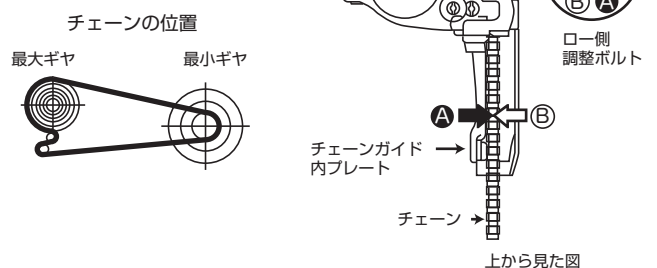 チェーンの位置
最大ギヤ
最小ギヤ
B A
ロー側
調整ボルト
A
B
チェーンガイド
内プレート
チェーン
上から見た図